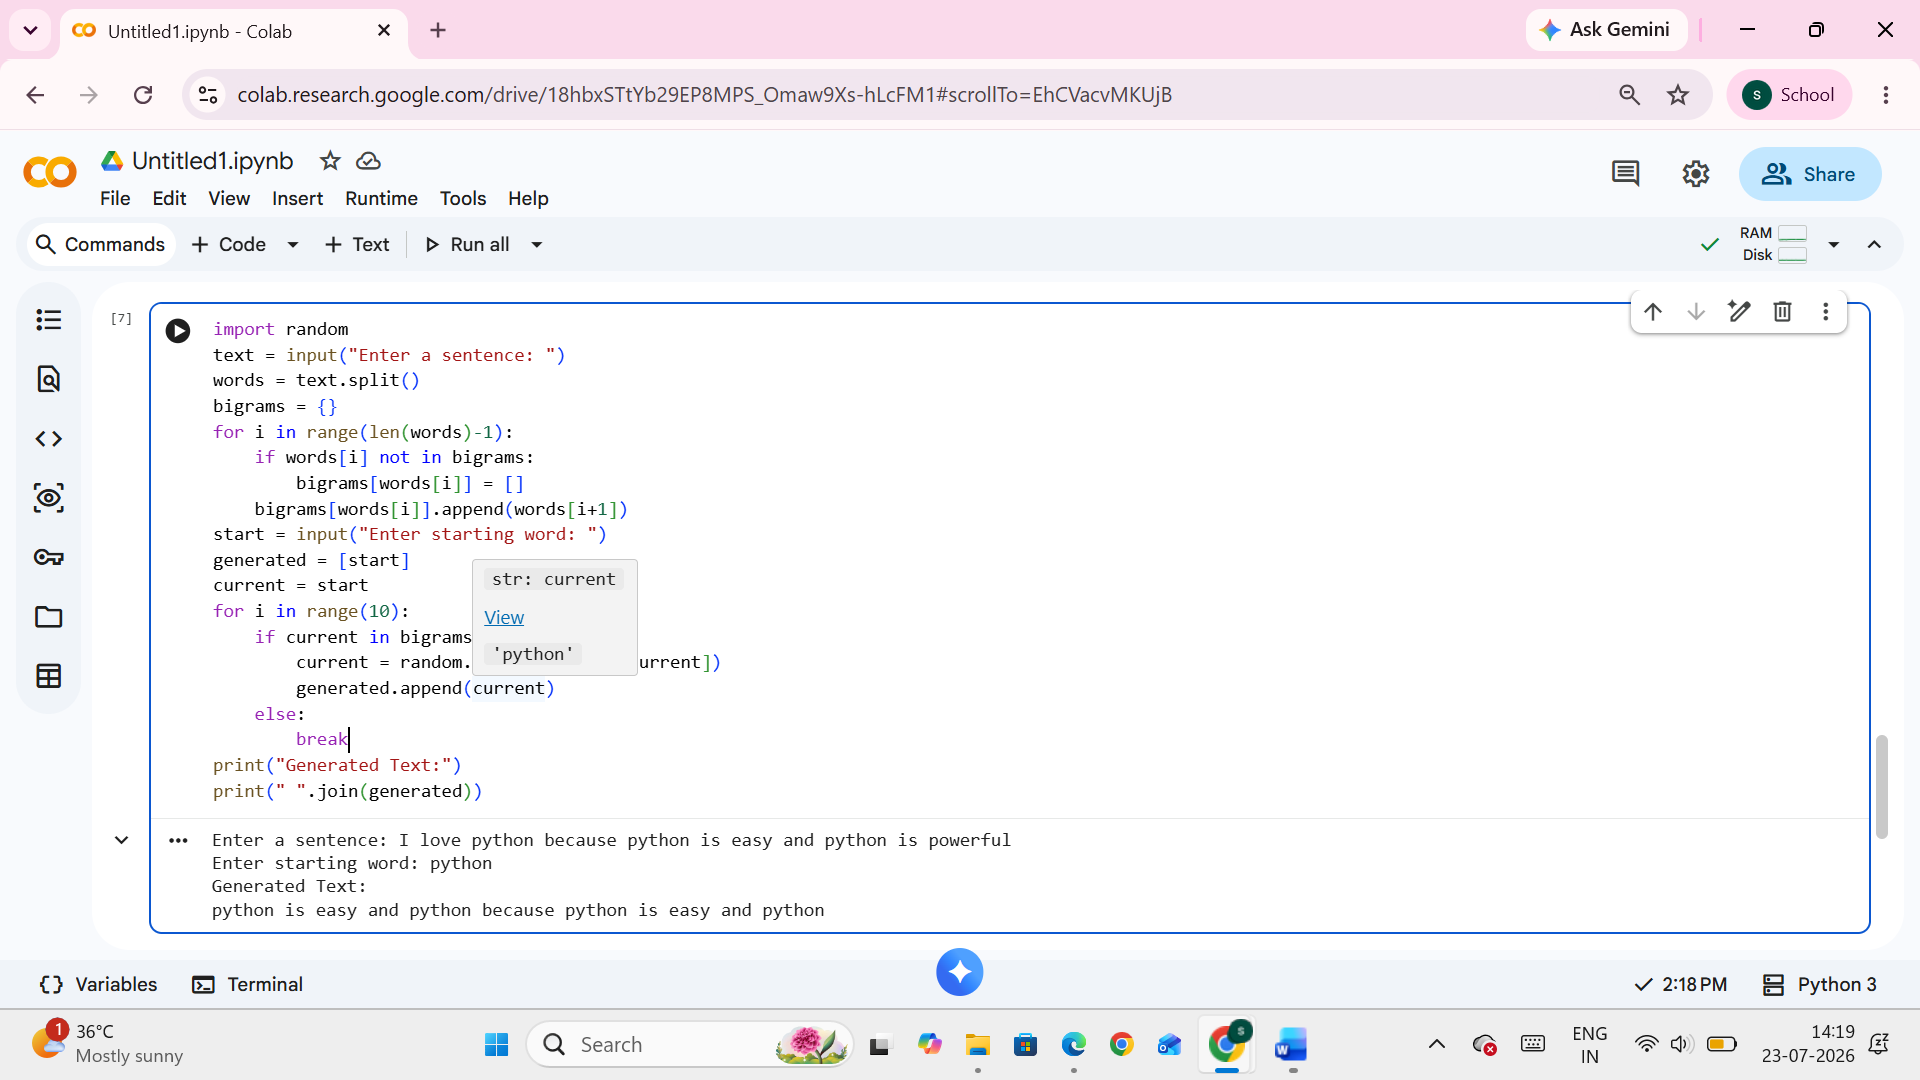 Untitled1.ipynb - Colab
Ask Gemini
colab.research.google.com/drive/18hbxSTtYb29EP8MPS_Omaw9Xs-hLcFM1#scrollTo=EhCVacvMKUjB
S School
Untitled1.ipynb
File Edit View Insert Runtime Tools Help
Share
Commands + Code + Text Run all
RAM
Disk
[7]
import random
text = input("Enter a sentence: ")
words = text.split()
bigrams = {}
for i in range(len(words)-1):
    if words[i] not in bigrams:
        bigrams[words[i]] = []
    bigrams[words[i]].append(words[i+1])
start = input("Enter starting word: ")
generated = [start]
current = start
for i in range(10):
    if current in bigrams
        current = random. urrent])
        generated.append(current)
    else:
        break
print("Generated Text:")
print(" ".join(generated))
str: current
View
'python'
Enter a sentence: I love python because python is easy and python is powerful
Enter starting word: python
Generated Text:
python is easy and python because python is easy and python
{} Variables Terminal
2:18 PM Python 3
1
36°C
Mostly sunny
Search
S
ENG
IN
14:19
23-07-2026